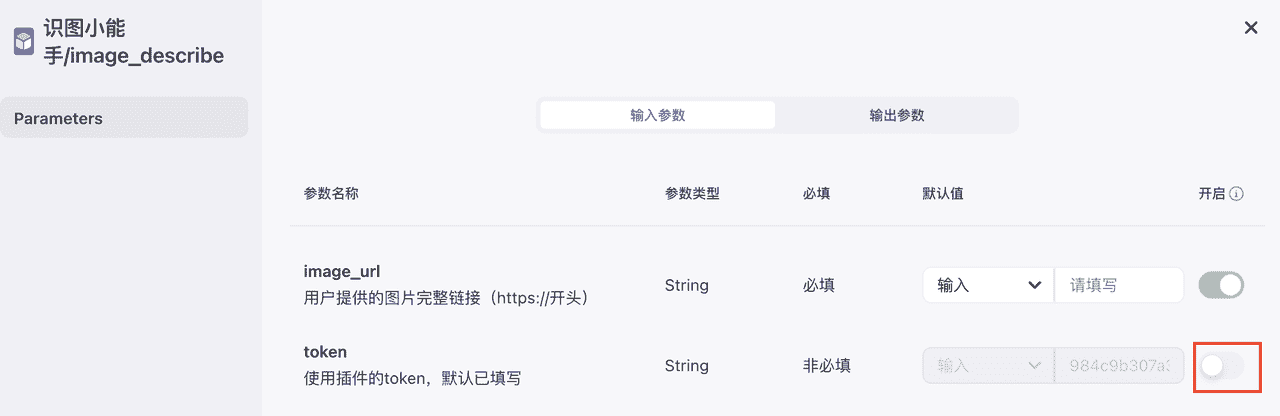 识图小能
手/image_describe
Parameters
输入参数 输出参数
参数名称 参数类型 必填 默认值 开启
image_url
用户提供的图片完整链接（https://开头） String 必填 输入 请填写
token
使用插件的token，默认已填写 String 非必填 输入 984c9b307a